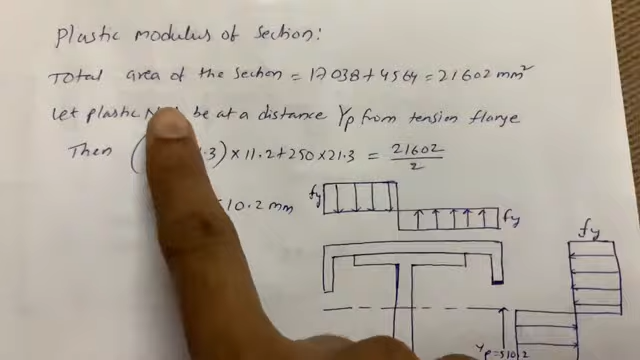 Plastic modulus of section:
Total area of the section = 17038 + 4564 = 21602 mm²
Let plastic be at a distance Yp from tension flange
Then ( .3) × 11.2 + 250 × 21.3 = 21602/2
10.2 mm
fy
fy
fy
Yp = 510.2